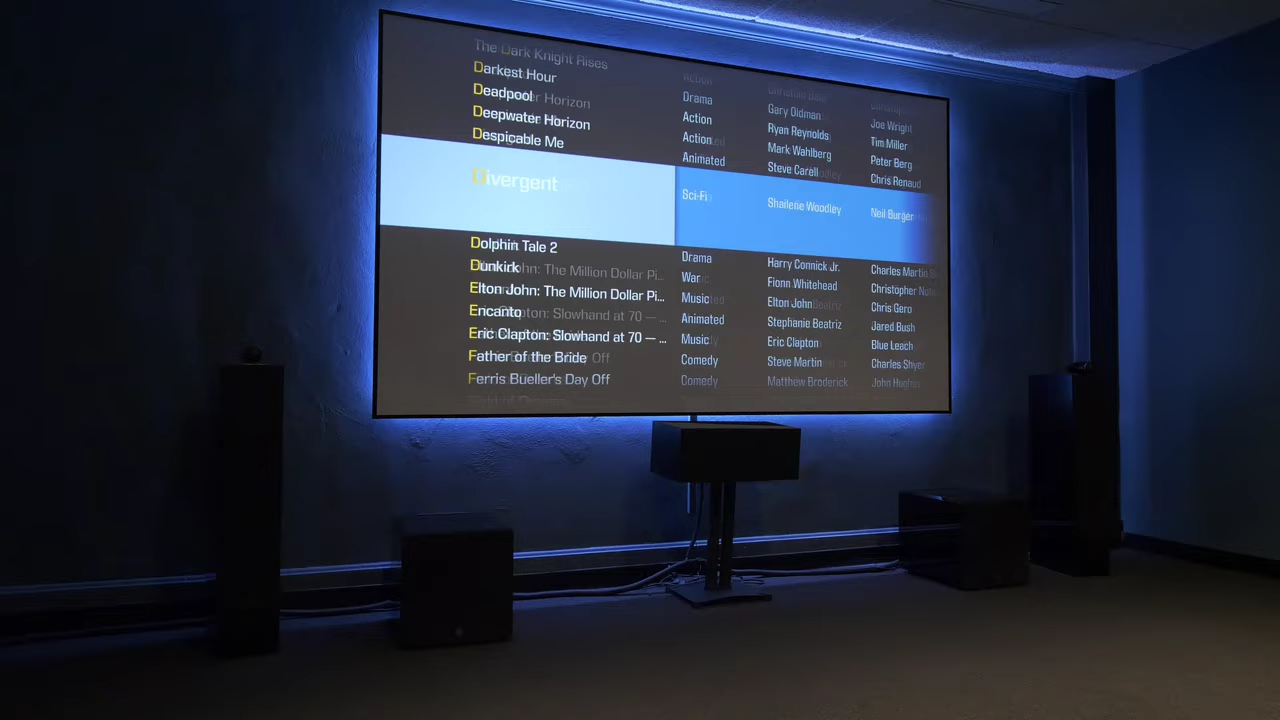 The Dark Knight Rises Action Christian Bale
Darkest Hour Drama Gary Oldman Joe Wright
Deadpool Action Ryan Reynolds Tim Miller
Deepwater Horizon Action Mark Wahlberg Peter Berg
Despicable Me Animated Steve Carell Chris Renaud
Divergent Sci-Fi Shailene Woodley Neil Burger
Dolphin Tale 2 Drama Harry Connick Jr. Charles Martin
Dunkirk War Fionn Whitehead Christopher
Elton John: The Million Dollar Pi... Music Elton John Chris Gero
Encanto Animated Stephanie Beatriz Jared Bush
Eric Clapton: Slowhand at 70 — ... Music Eric Clapton Blue Leach
Father of the Bride Comedy Steve Martin Charles Shyer
Ferris Bueller's Day Off Comedy Matthew Broderick John Hughes